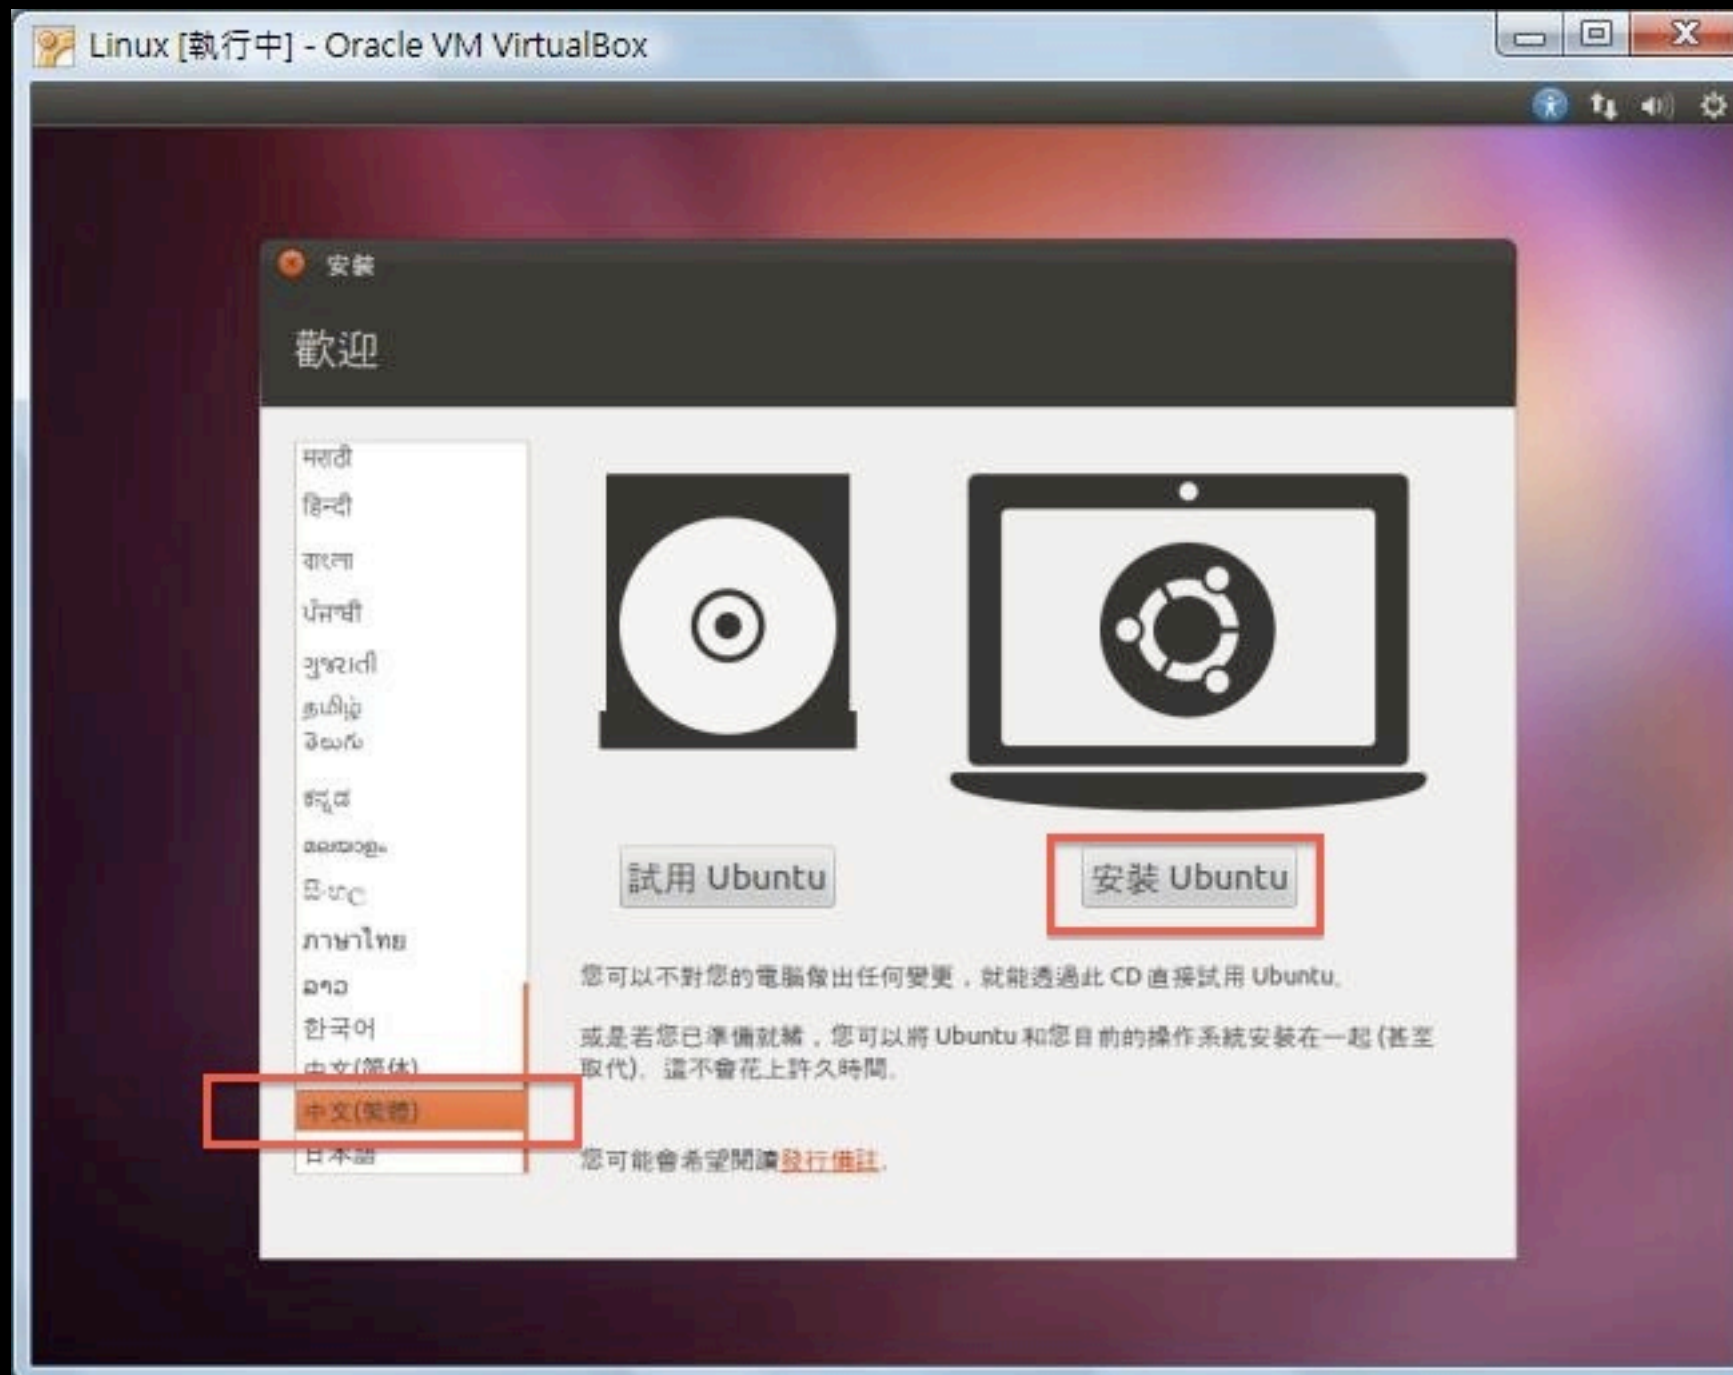 Linux [執行中] - Oracle VM VirtualBox
安裝
歡迎
मराठी
हिन्दी
বাংলা
ਪੰਜਾਬੀ
ગુજરાતી
தமிழ்
తెలుగు
ಕನ್ನಡ
മലയാളം
සිංහල
ภาษาไทย
ລາວ
한국어
中文(简体)
中文(繁體)
日本語
試用 Ubuntu
安裝 Ubuntu
您可以不對您的電腦做出任何變更，就能透過此 CD 直接試用 Ubuntu。
或是若您已準備就緒，您可以將 Ubuntu 和您目前的操作系統安裝在一起 (甚至
取代)。這不會花上許久時間。
您可能會希望閱讀發行備註。